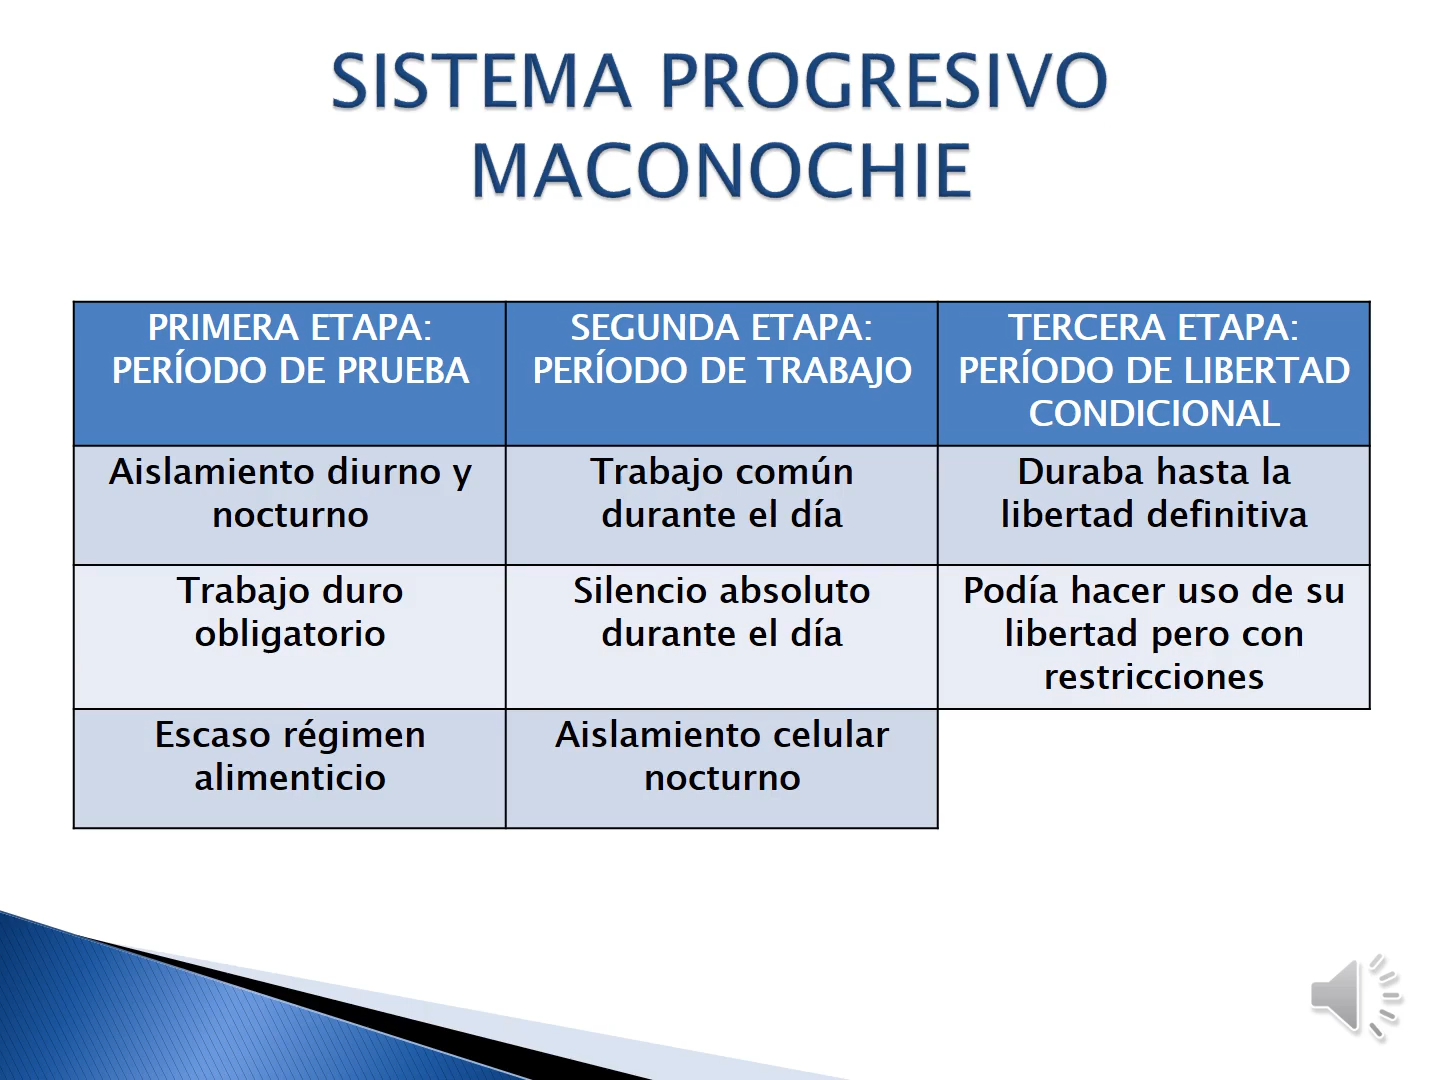 SISTEMA PROGRESIVO
MACONOCHIE
PRIMERA ETAPA:
PERÍODO DE PRUEBA
SEGUNDA ETAPA:
PERÍODO DE TRABAJO
TERCERA ETAPA:
PERÍODO DE LIBERTAD
CONDICIONAL
Aislamiento diurno y
nocturno
Trabajo común
durante el día
Duraba hasta la
libertad definitiva
Trabajo duro
obligatorio
Silencio absoluto
durante el día
Podía hacer uso de su
libertad pero con
restricciones
Escaso régimen
alimenticio
Aislamiento celular
nocturno